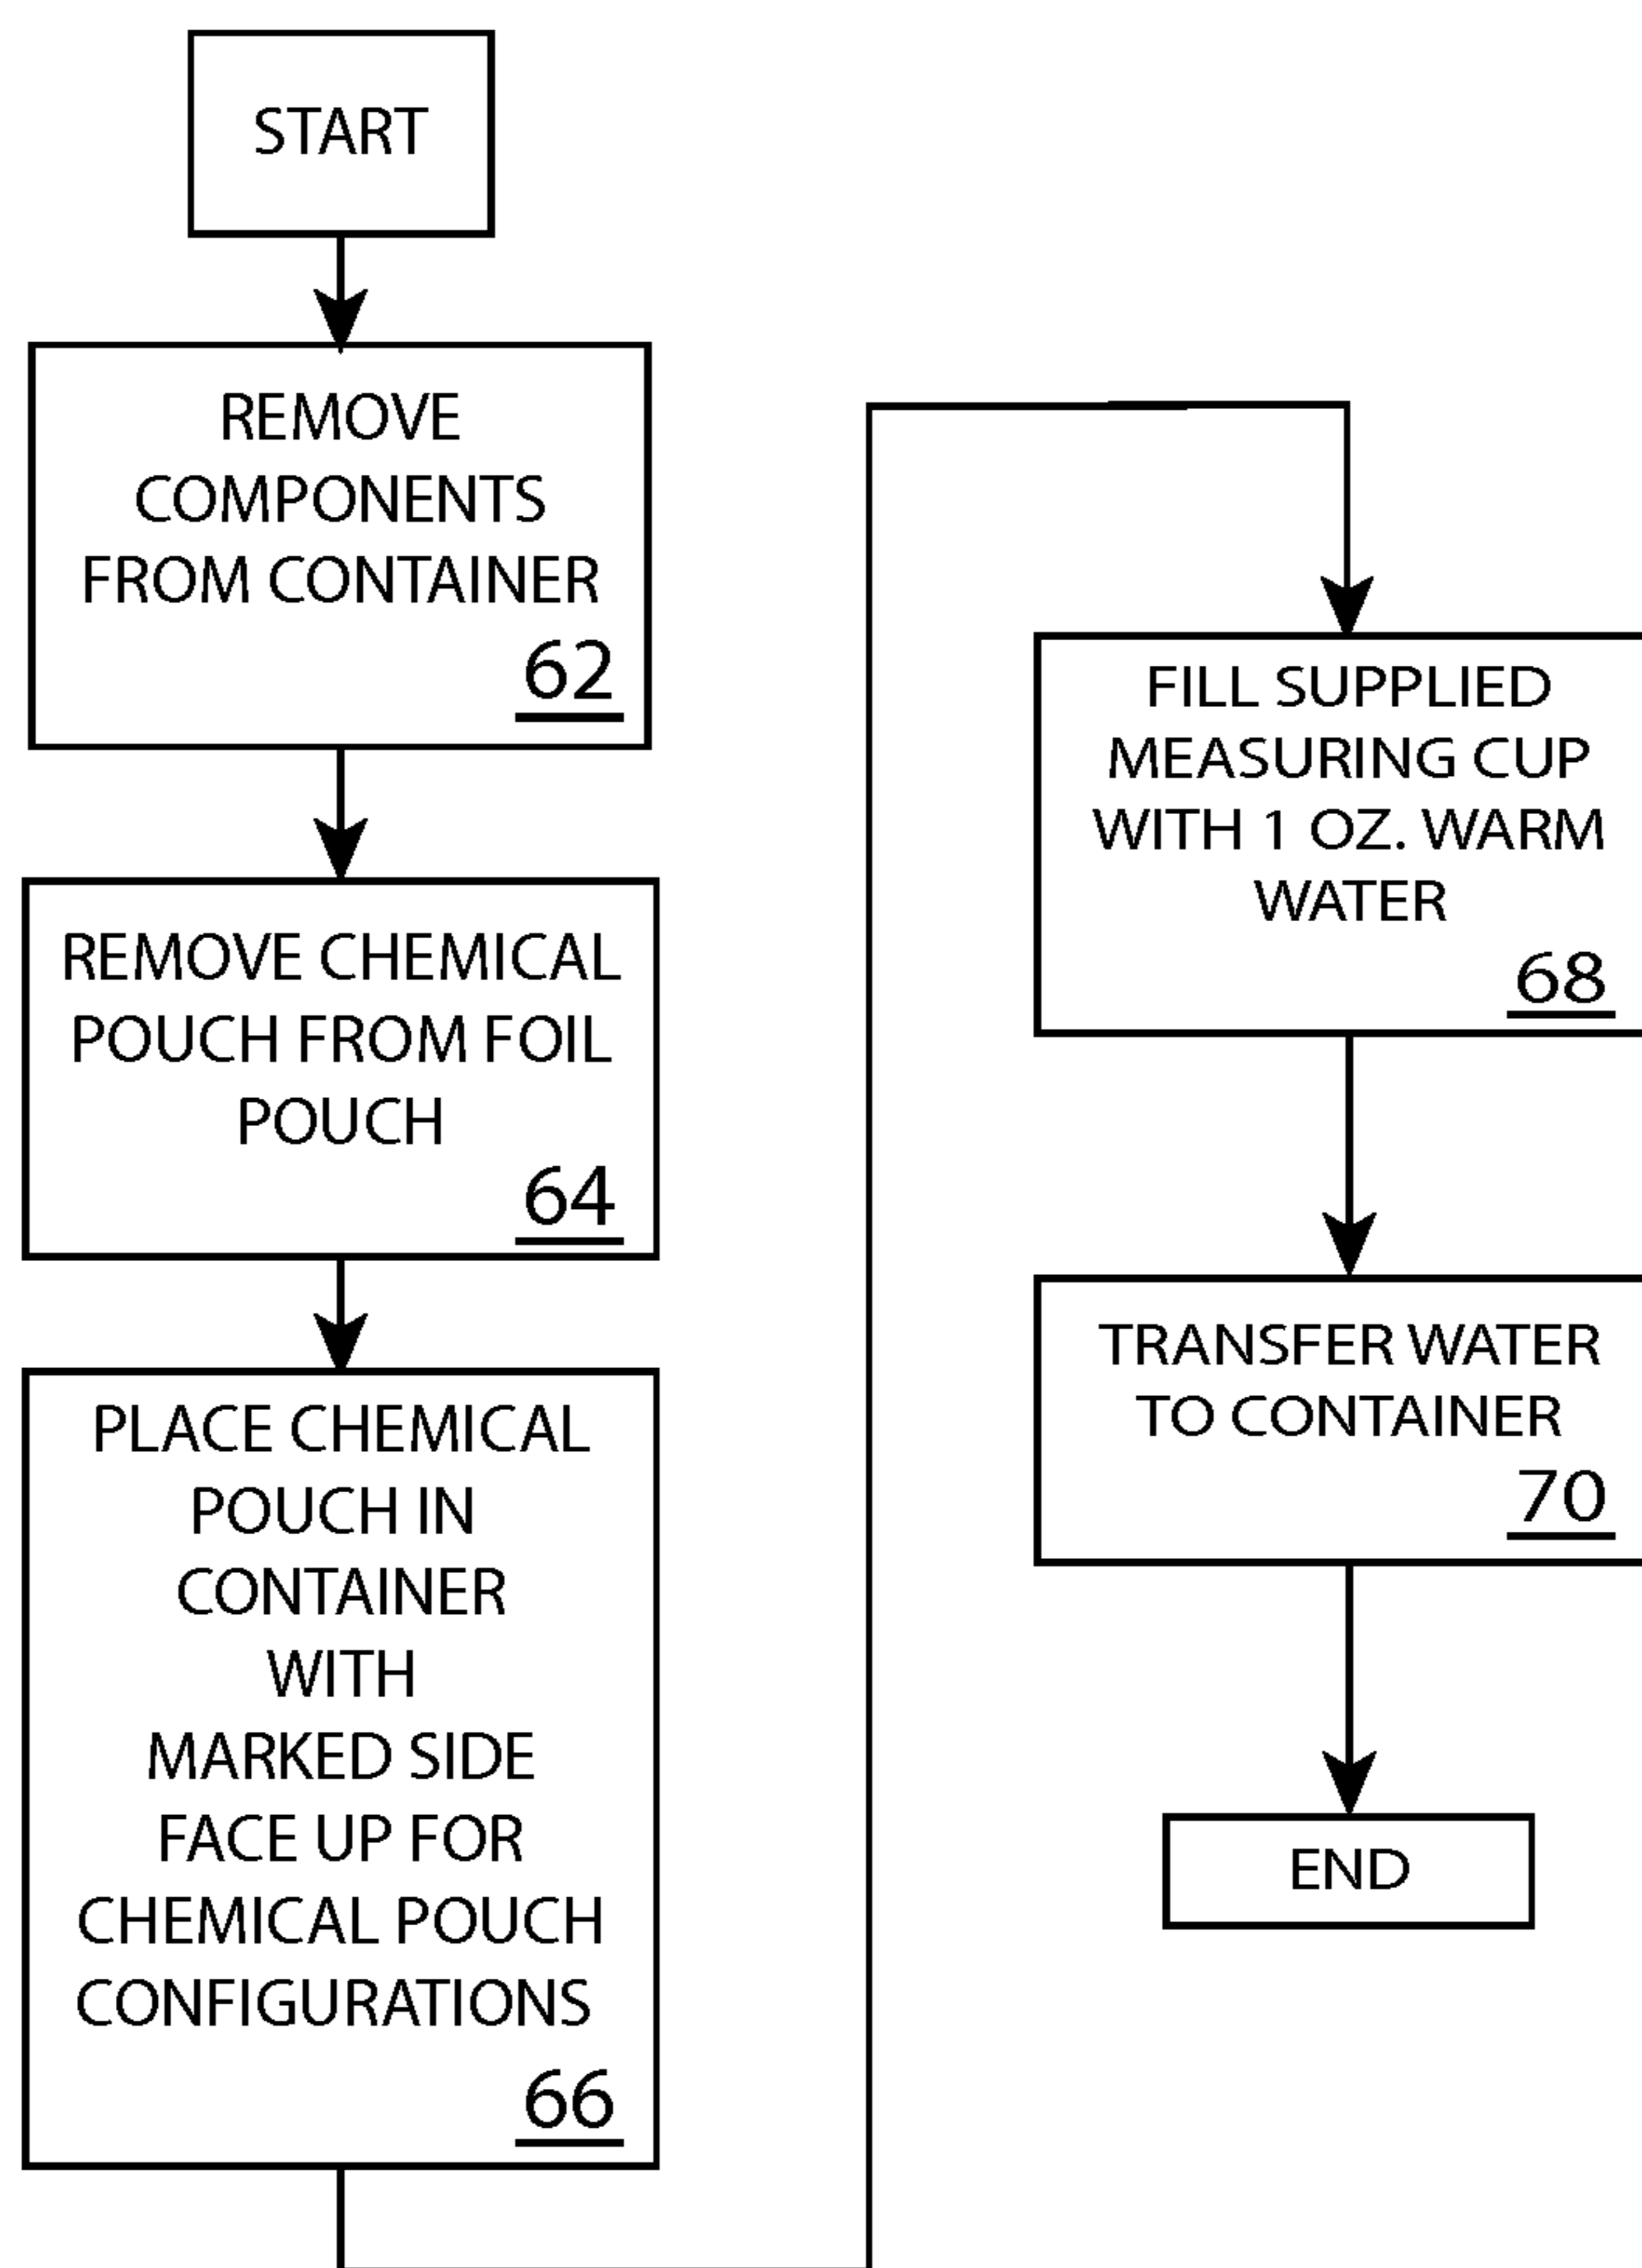 START
REMOVE
COMPONENTS
FROM CONTAINER
62
REMOVE CHEMICAL
POUCH FROM FOIL
POUCH
64
PLACE CHEMICAL
POUCH IN
CONTAINER
WITH
MARKED SIDE
FACE UP FOR
CHEMICAL POUCH
CONFIGURATIONS
66
FILL SUPPLIED
MEASURING CUP
WITH 1 OZ. WARM
WATER
68
TRANSFER WATER
TO CONTAINER
70
END